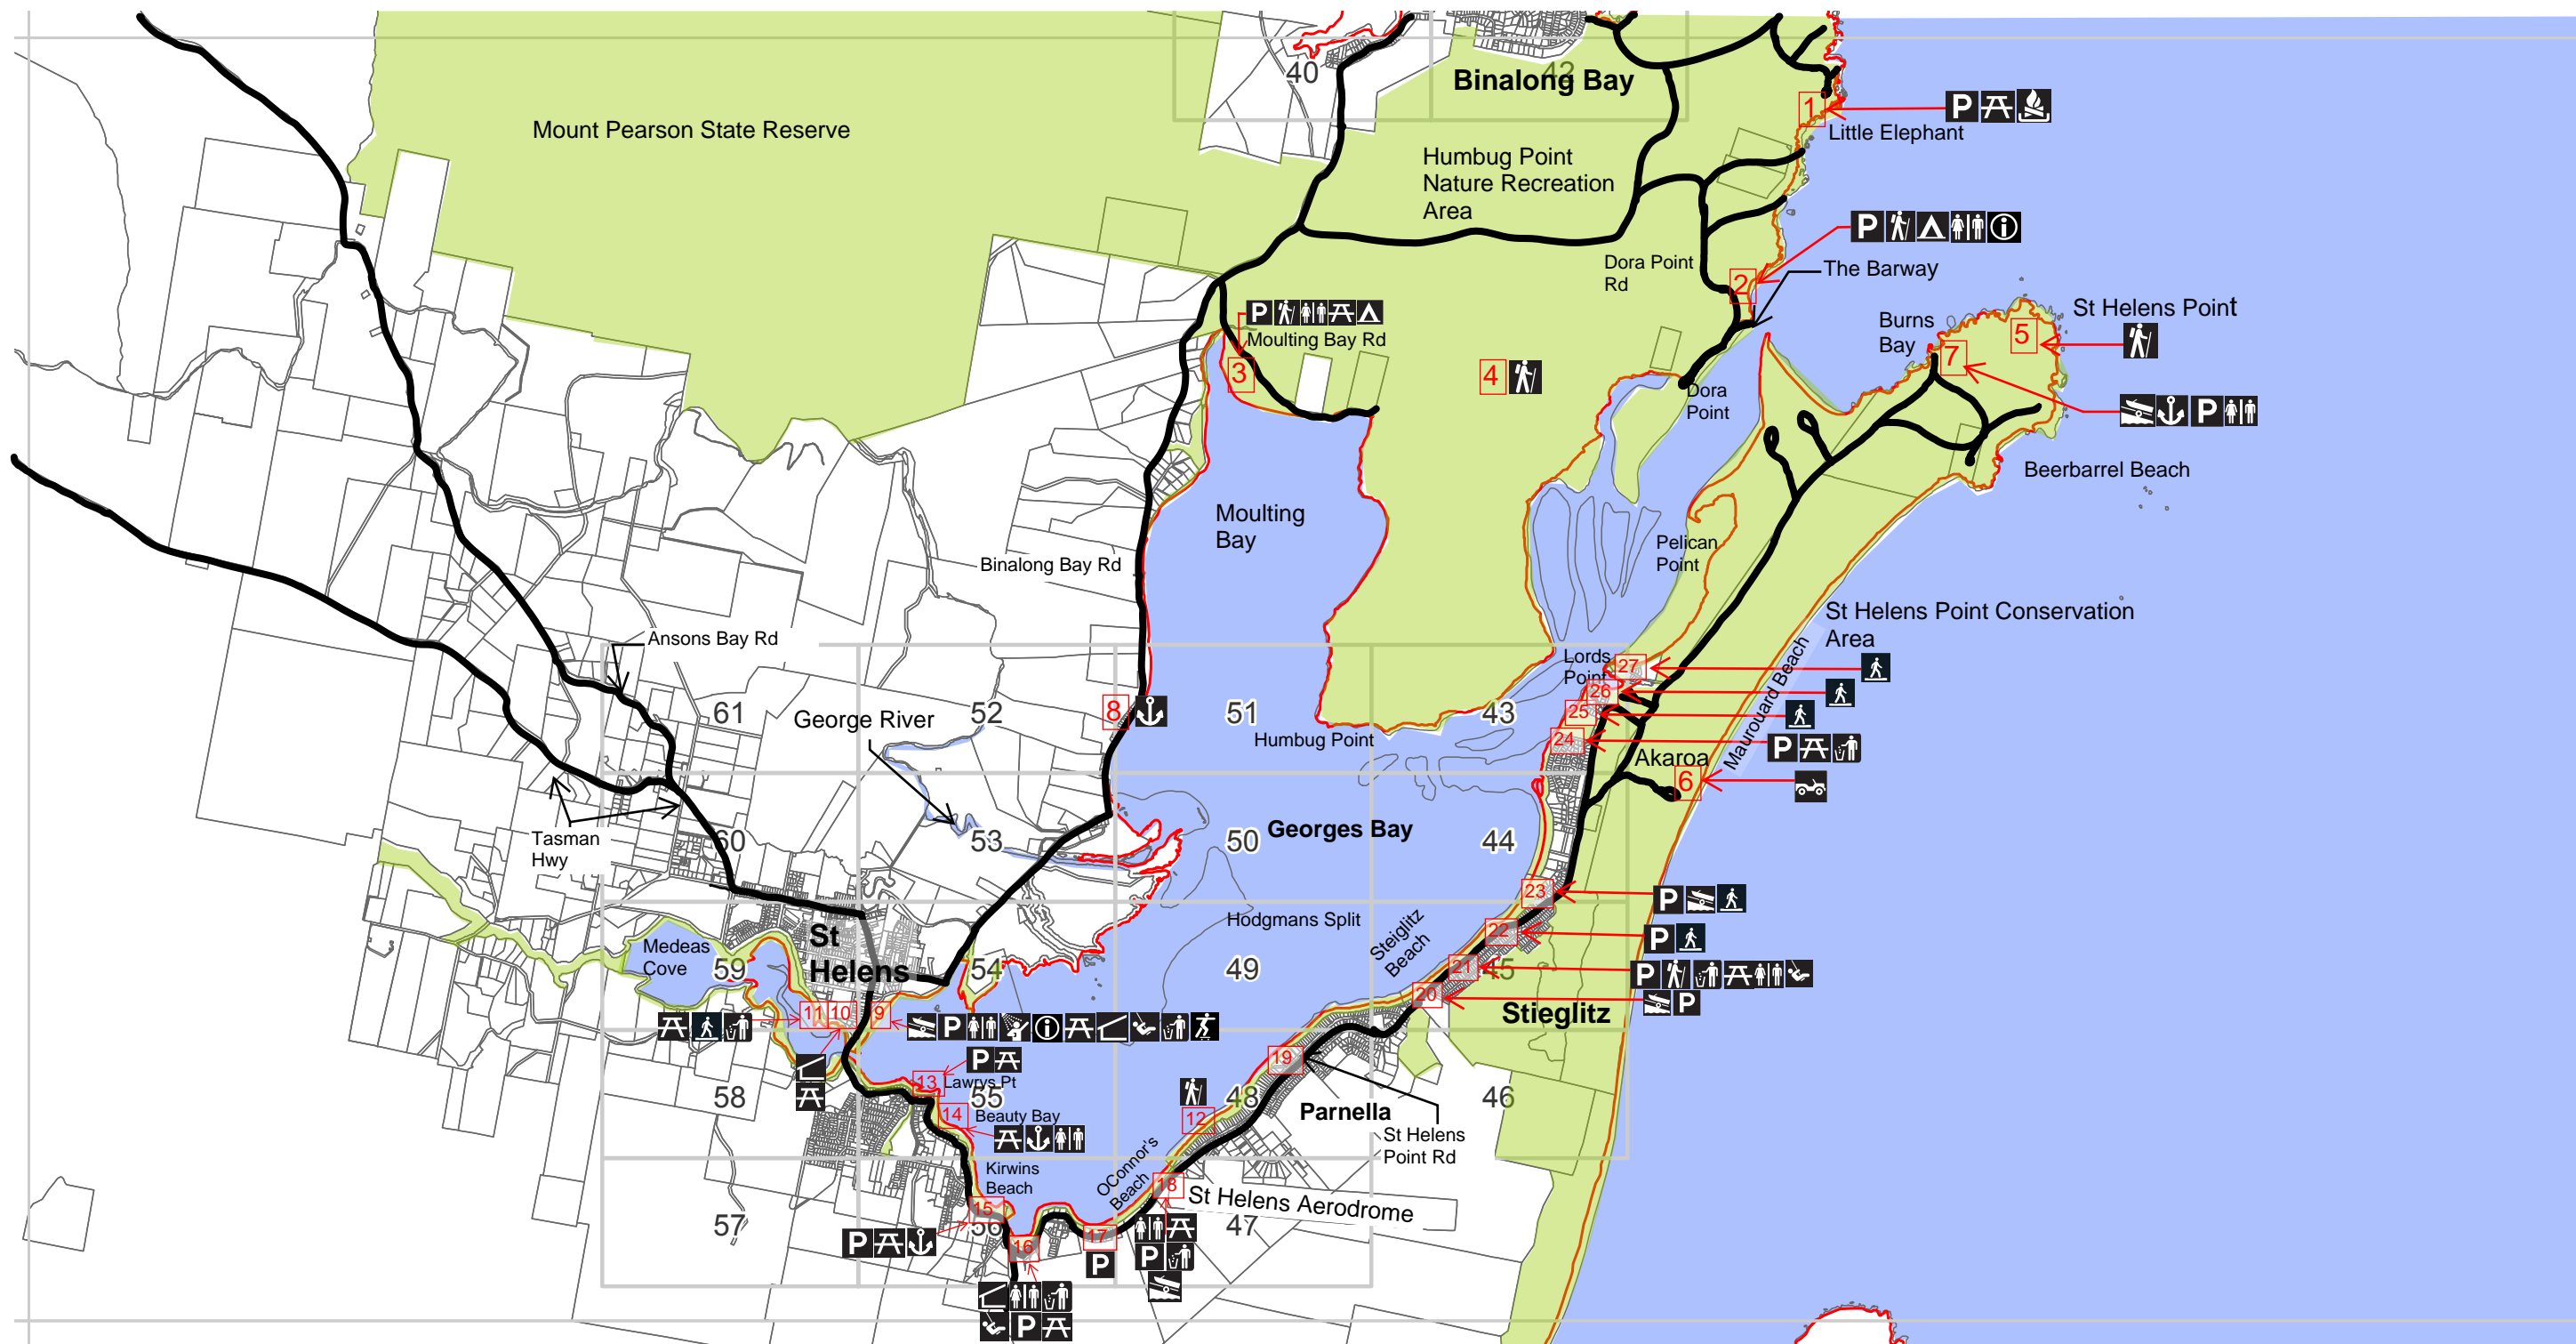 40
42
Binalong Bay
Mount Pearson State Reserve
1
P
Little Elephant
Humbug Point
Nature Recreation
Area
P
i
Dora Point
Rd
2
The Barway
St Helens Point
P
Moulting Bay Rd
3
4
Burns
Bay
5
7
P
Dora
Point
Beerbarrel Beach
Moulting
Bay
Pelican
Point
Binalong Bay Rd
St Helens Point Conservation
Area
Ansons Bay Rd
Maurouard Beach
Lords
Point
27
26
25
24
61
George River
52
8
51
Humbug Point
43
P
Akaroa
6
Tasman
Hwy
60
53
50
Georges Bay
44
23
P
Hodgmans Split
Steiglitz
Beach
22
P
St
Helens
Medeas
Cove
59
54
49
21
45
P
20
P
Stieglitz
11
10
9
P
i
19
13
P
Lawrys Pt
58
55
14
Beauty Bay
12
48
Parnella
46
St Helens
Point Rd
Kirwins
Beach
OConnor's
Beach
18
St Helens Aerodrome
15
57
56
P
16
17
P
47
P
P